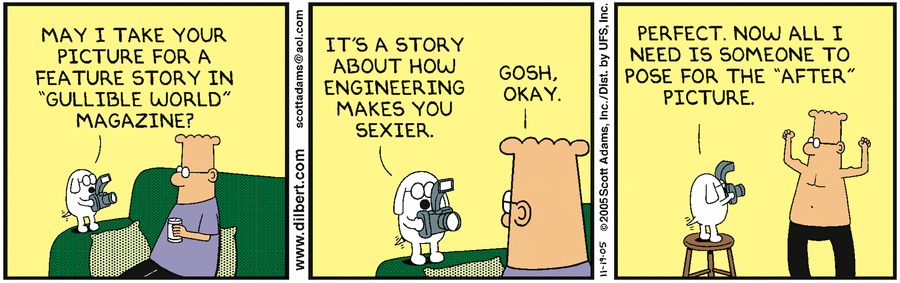 MAY I TAKE YOUR
PICTURE FOR A
FEATURE STORY IN
"GULLIBLE WORLD"
MAGAZINE?
www.dilbert.com scottadams@aol.com
IT'S A STORY
ABOUT HOW
ENGINEERING
MAKES YOU
SEXIER.
GOSH,
OKAY.
11-19-05 ©2005 Scott Adams, Inc./Dist. by UFS, Inc.
PERFECT. NOW ALL I
NEED IS SOMEONE TO
POSE FOR THE "AFTER"
PICTURE.